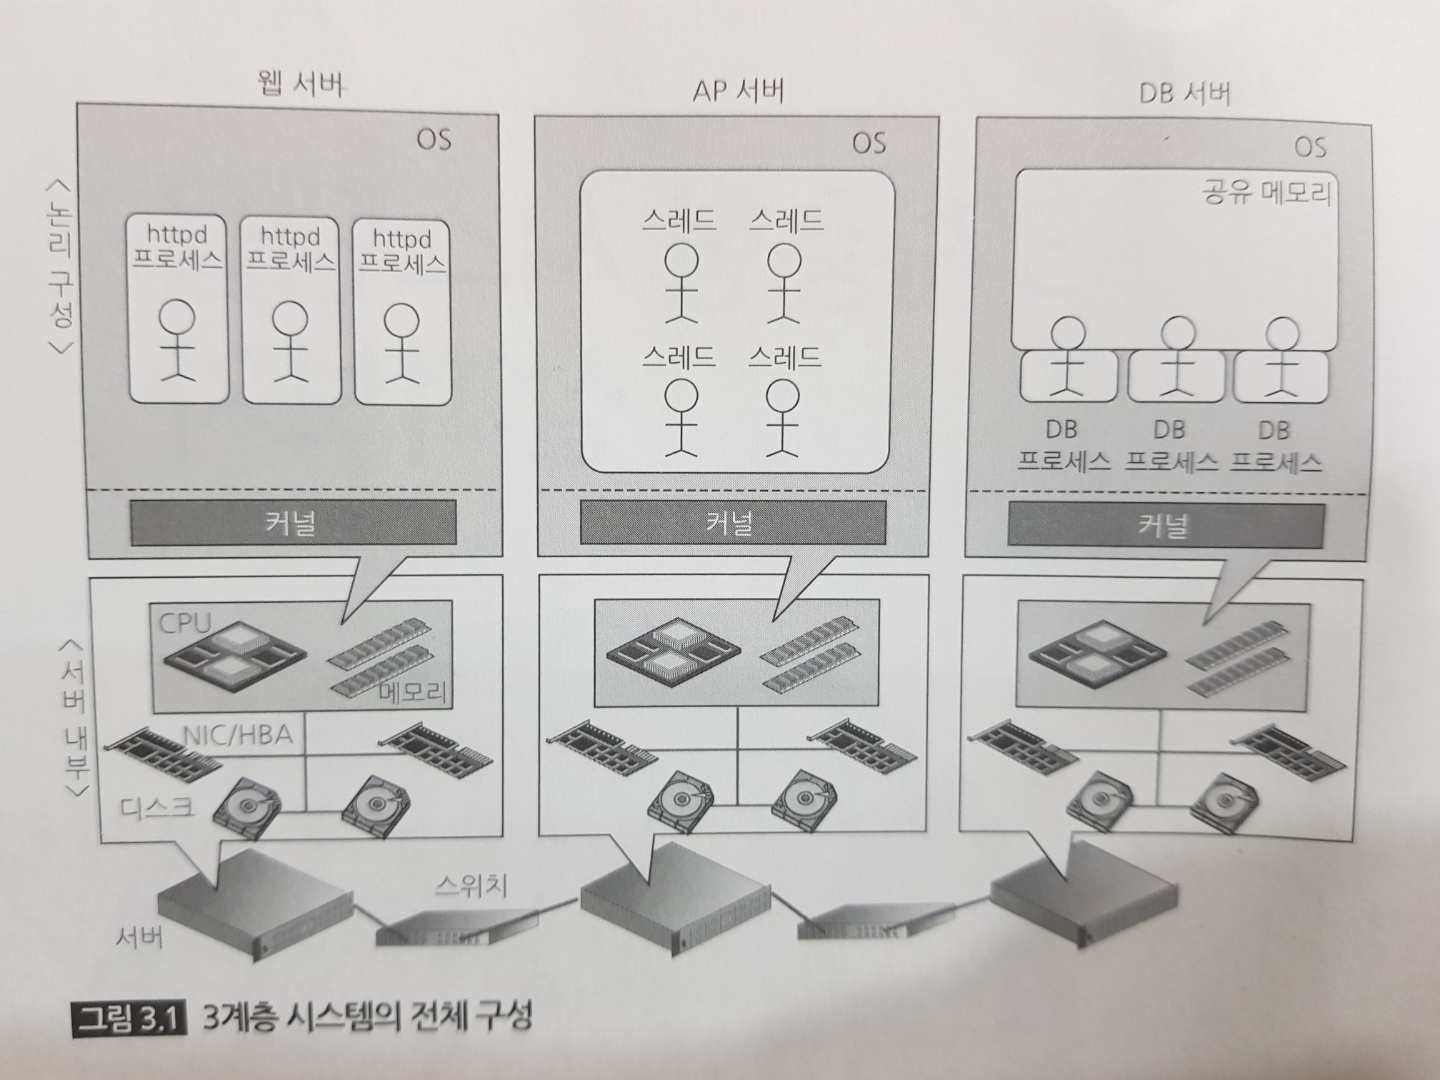 웹 서버
AP 서버
DB 서버
<논리 구성>
OS
httpd
프로세스
httpd
프로세스
httpd
프로세스
커널
OS
스레드
스레드
스레드
스레드
커널
OS
공유 메모리
DB
프로세스
DB
프로세스
DB
프로세스
커널
<서버 내부>
CPU
메모리
NIC/HBA
디스크
스위치
서버
그림 3.1 3계층 시스템의 전체 구성